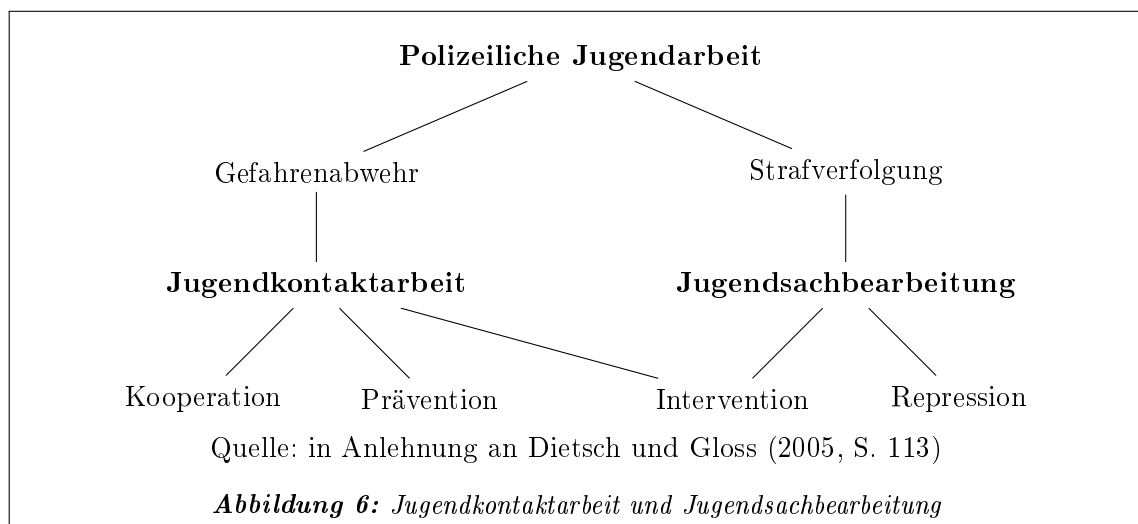 Polizeiliche Jugendarbeit
Gefahrenabwehr Strafverfolgung
Jugendkontaktarbeit Jugendsachbearbeitung
Kooperation Prävention Intervention Repression
Quelle: in Anlehnung an Dietsch und Gloss (2005, S. 113)
Abbildung 6: Jugendkontaktarbeit und Jugendsachbearbeitung